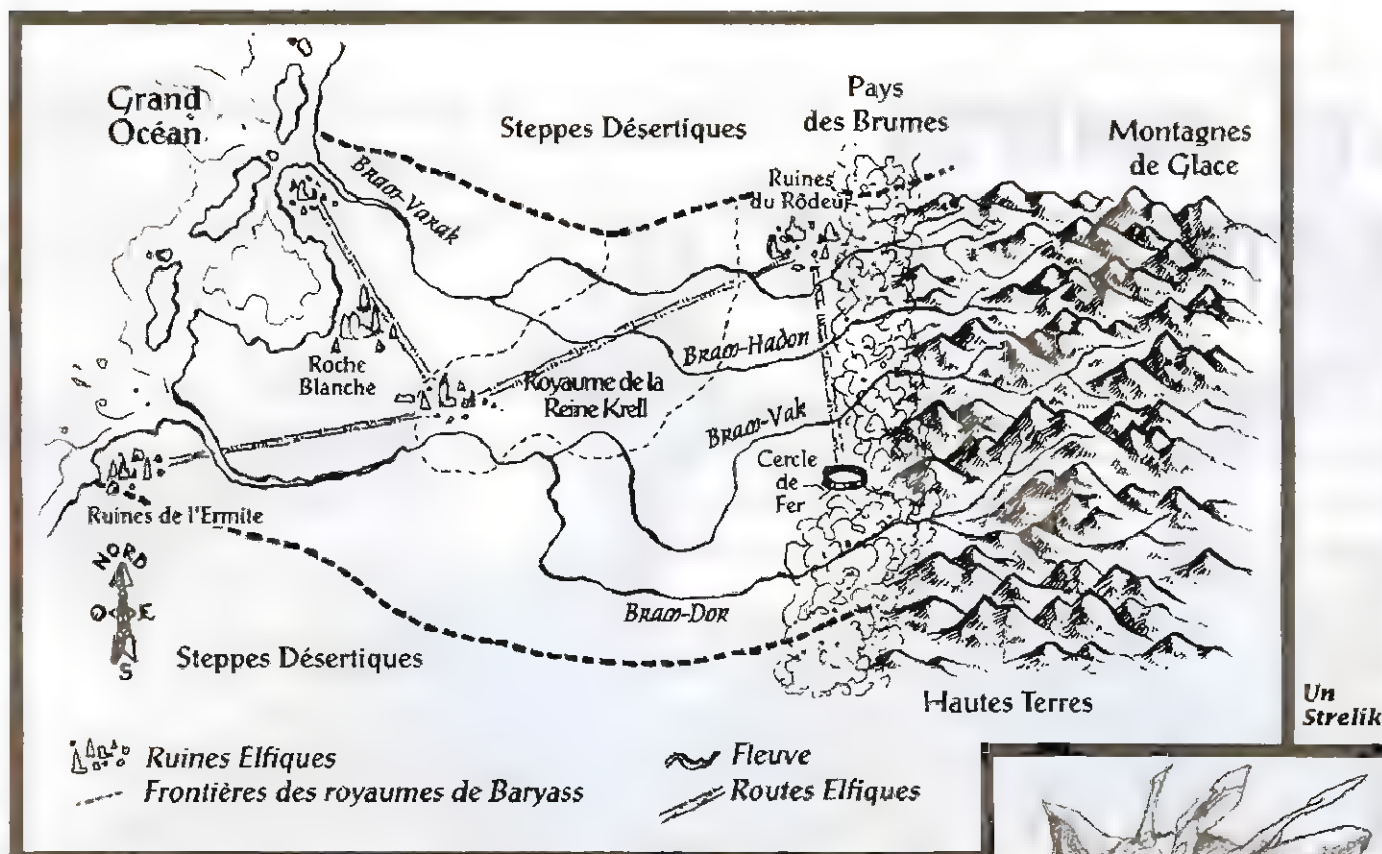 Grand
Océan
Steppes Désertiques
Pays
des Brumes
Montagnes
de Glace
Bram-Varak
Ruines
du Rôdeur
Roche
Blanche
Bram-Hadon
Royaume de la
Reine Krell
Bram-Vak
Cercle
de
Fer
Ruines de l'Ermite
NORD
O E
S
Bram-Dor
Steppes Désertiques
Hautes Terres
Un
Strelik
Ruines Elfiques
Fleuve
Frontières des royaumes de Baryass
Routes Elfiques